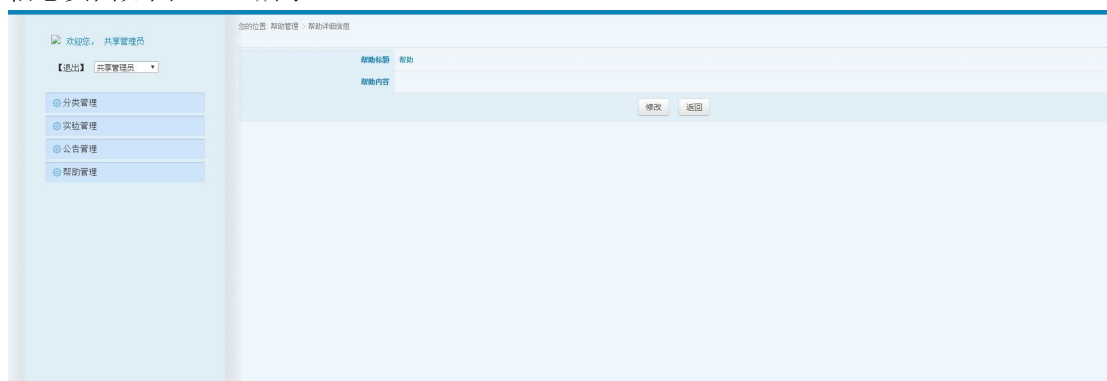 您的位置: 帮助管理 > 帮助详细信息
欢迎您， 共享管理员
【退出】 共享管理员
分类管理
实验管理
公告管理
帮助管理
帮助标题 帮助
帮助内容
修改 返回